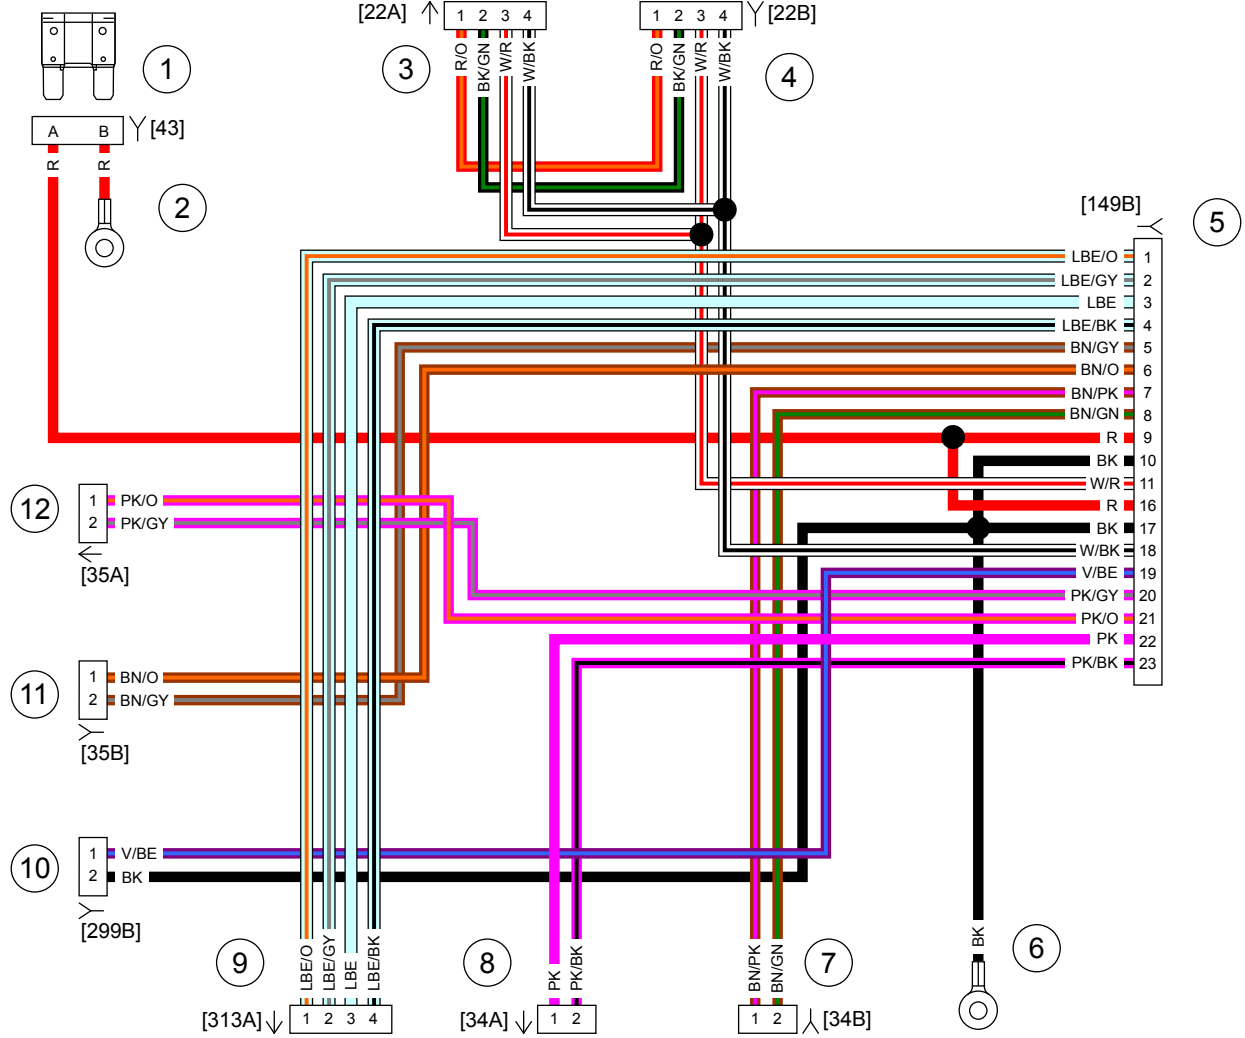 [22A] 1 2 3 4
1 2 3 4 [22B]
R/O BK/GN W/R W/BK
R/O BK/GN W/R W/BK
1
3
4
A B [43]
R R
2
[149B]
5
LBE/O 1
LBE/GY 2
LBE 3
LBE/BK 4
BN/GY 5
BN/O 6
BN/PK 7
BN/GN 8
R 9
BK 10
W/R 11
R 16
BK 17
W/BK 18
V/BE 19
PK/GY 20
PK/O 21
PK 22
PK/BK 23
12
1 PK/O
2 PK/GY
[35A]
11
1 BN/O
2 BN/GY
[35B]
10
1 V/BE
2 BK
[299B]
9
LBE/O LBE/GY LBE LBE/BK
[313A] 1 2 3 4
8
PK PK/BK
[34A] 1 2
7
BN/PK BN/GN
1 2 [34B]
BK
6